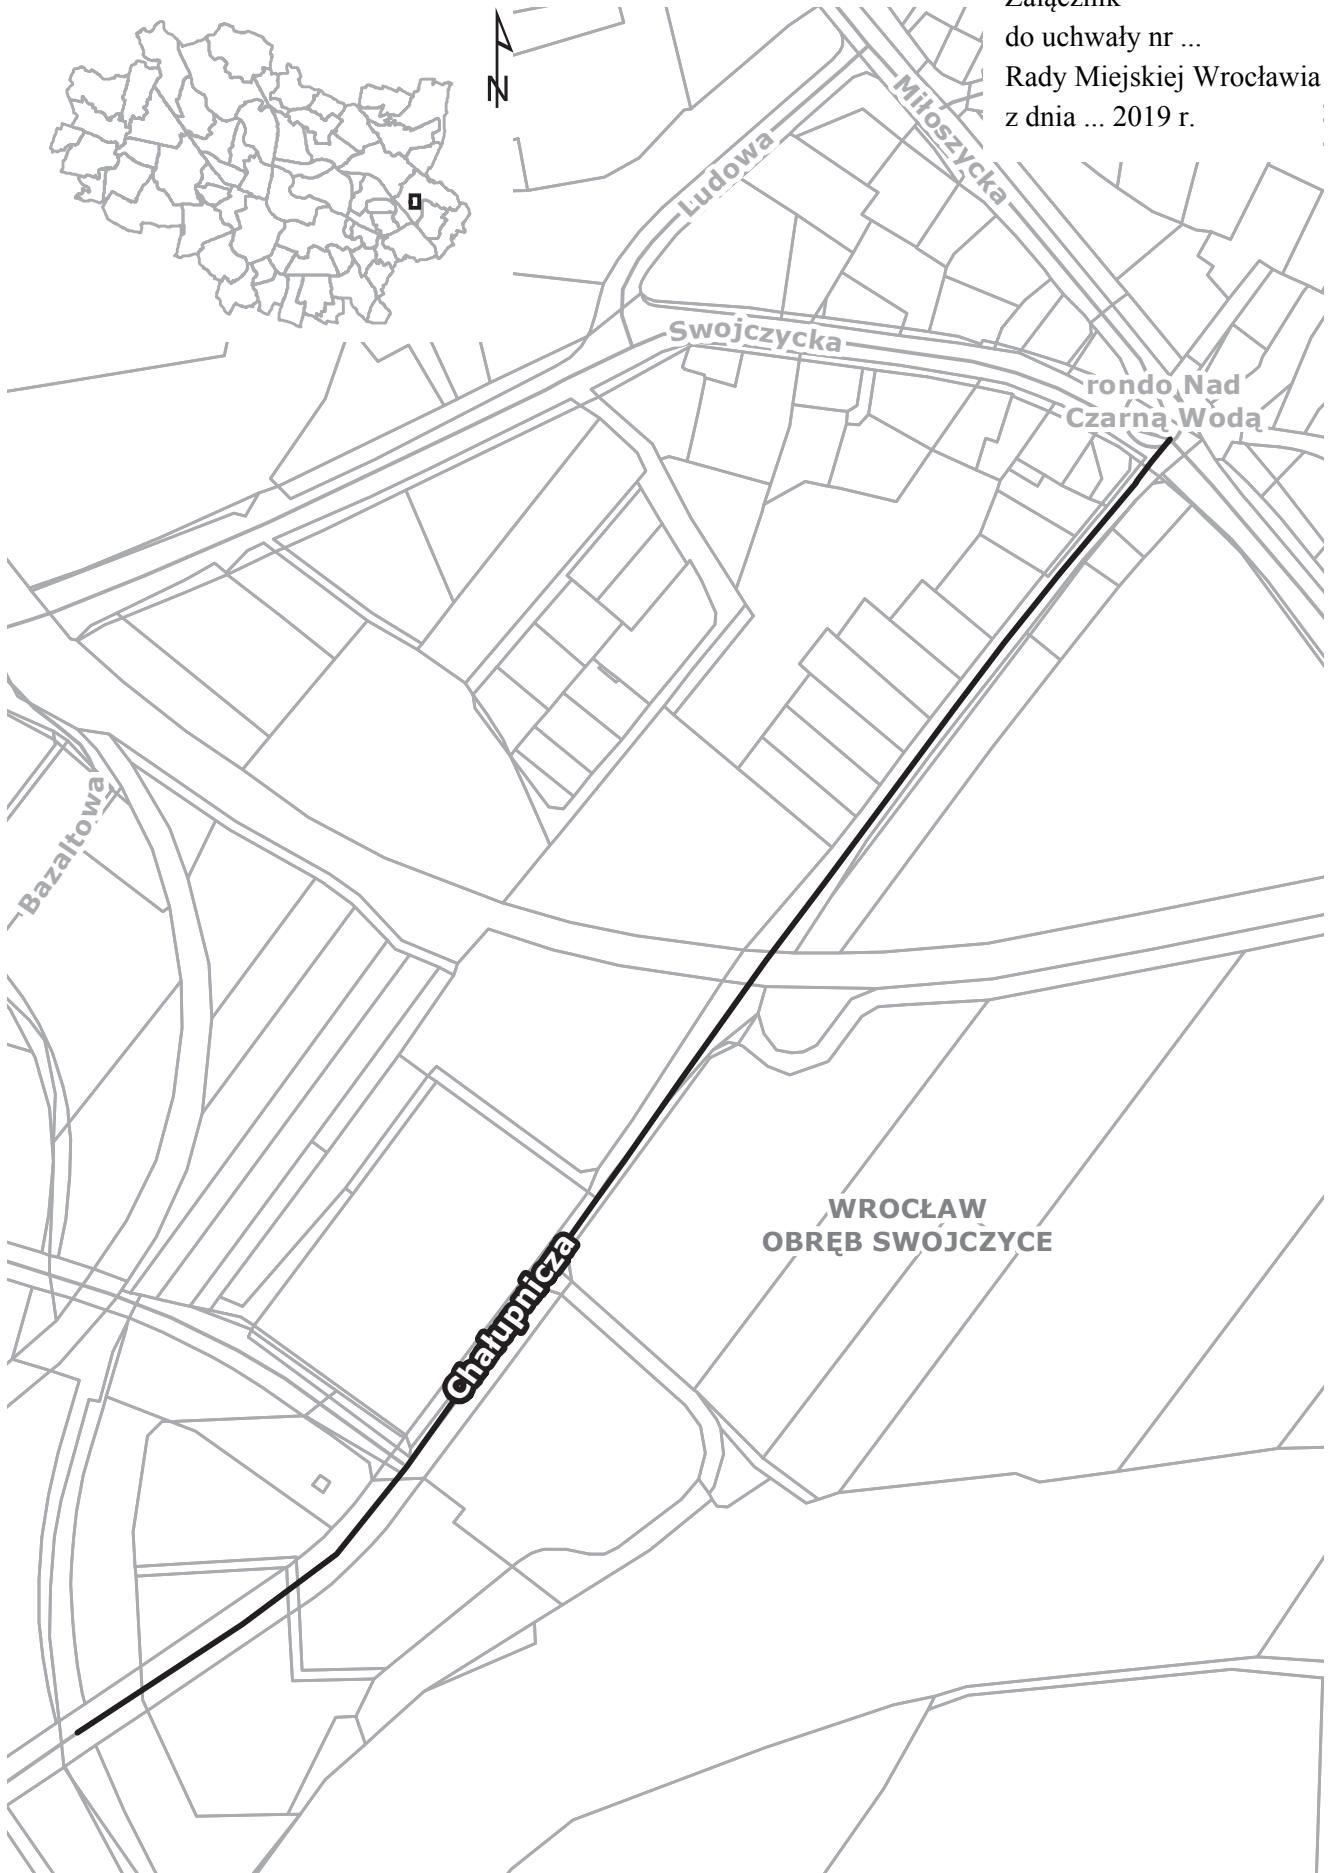 Załącznik
do uchwały nr ...
Rady Miejskiej Wrocławia
z dnia ... 2019 r.
N
Miłoszycka
Ludowa
Swojczycka
rondo Nad
Czarną Wodą
Bazaltowa
WROCŁAW
OBRĘB SWOJCZYCE
Chałupnicza